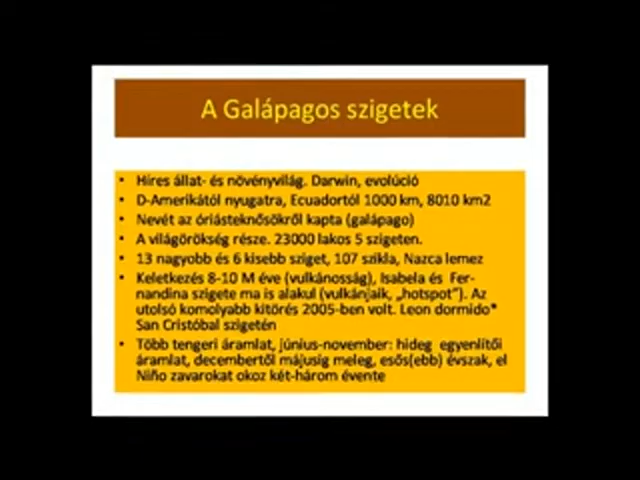 A Galápagos szigetek
• Híres állat- és növényvilág. Darwin, evolúció
• D-Amerikától nyugatra, Ecuadortól 1000 km, 8010 km2
• Nevét az óriásteknősökről kapta (galápago)
• A világörökség része. 23000 lakos 5 szigeten.
• 13 nagyobb és 6 kisebb sziget, 107 szikla, Nazca lemez
• Keletkezés 8-10 M éve (vulkánosság), Isabela és Fer-
nandina szigete ma is alakul (vulkánjaik, „hotspot"). Az
utolsó komolyabb kitörés 2005-ben volt. Leon dormido*
San Cristóbal szigetén
• Több tengeri áramlat, június-november: hideg egyenlítői
áramlat, decembertől májusig meleg, esős(ebb) évszak, el
Niño zavarokat okoz két-három évente